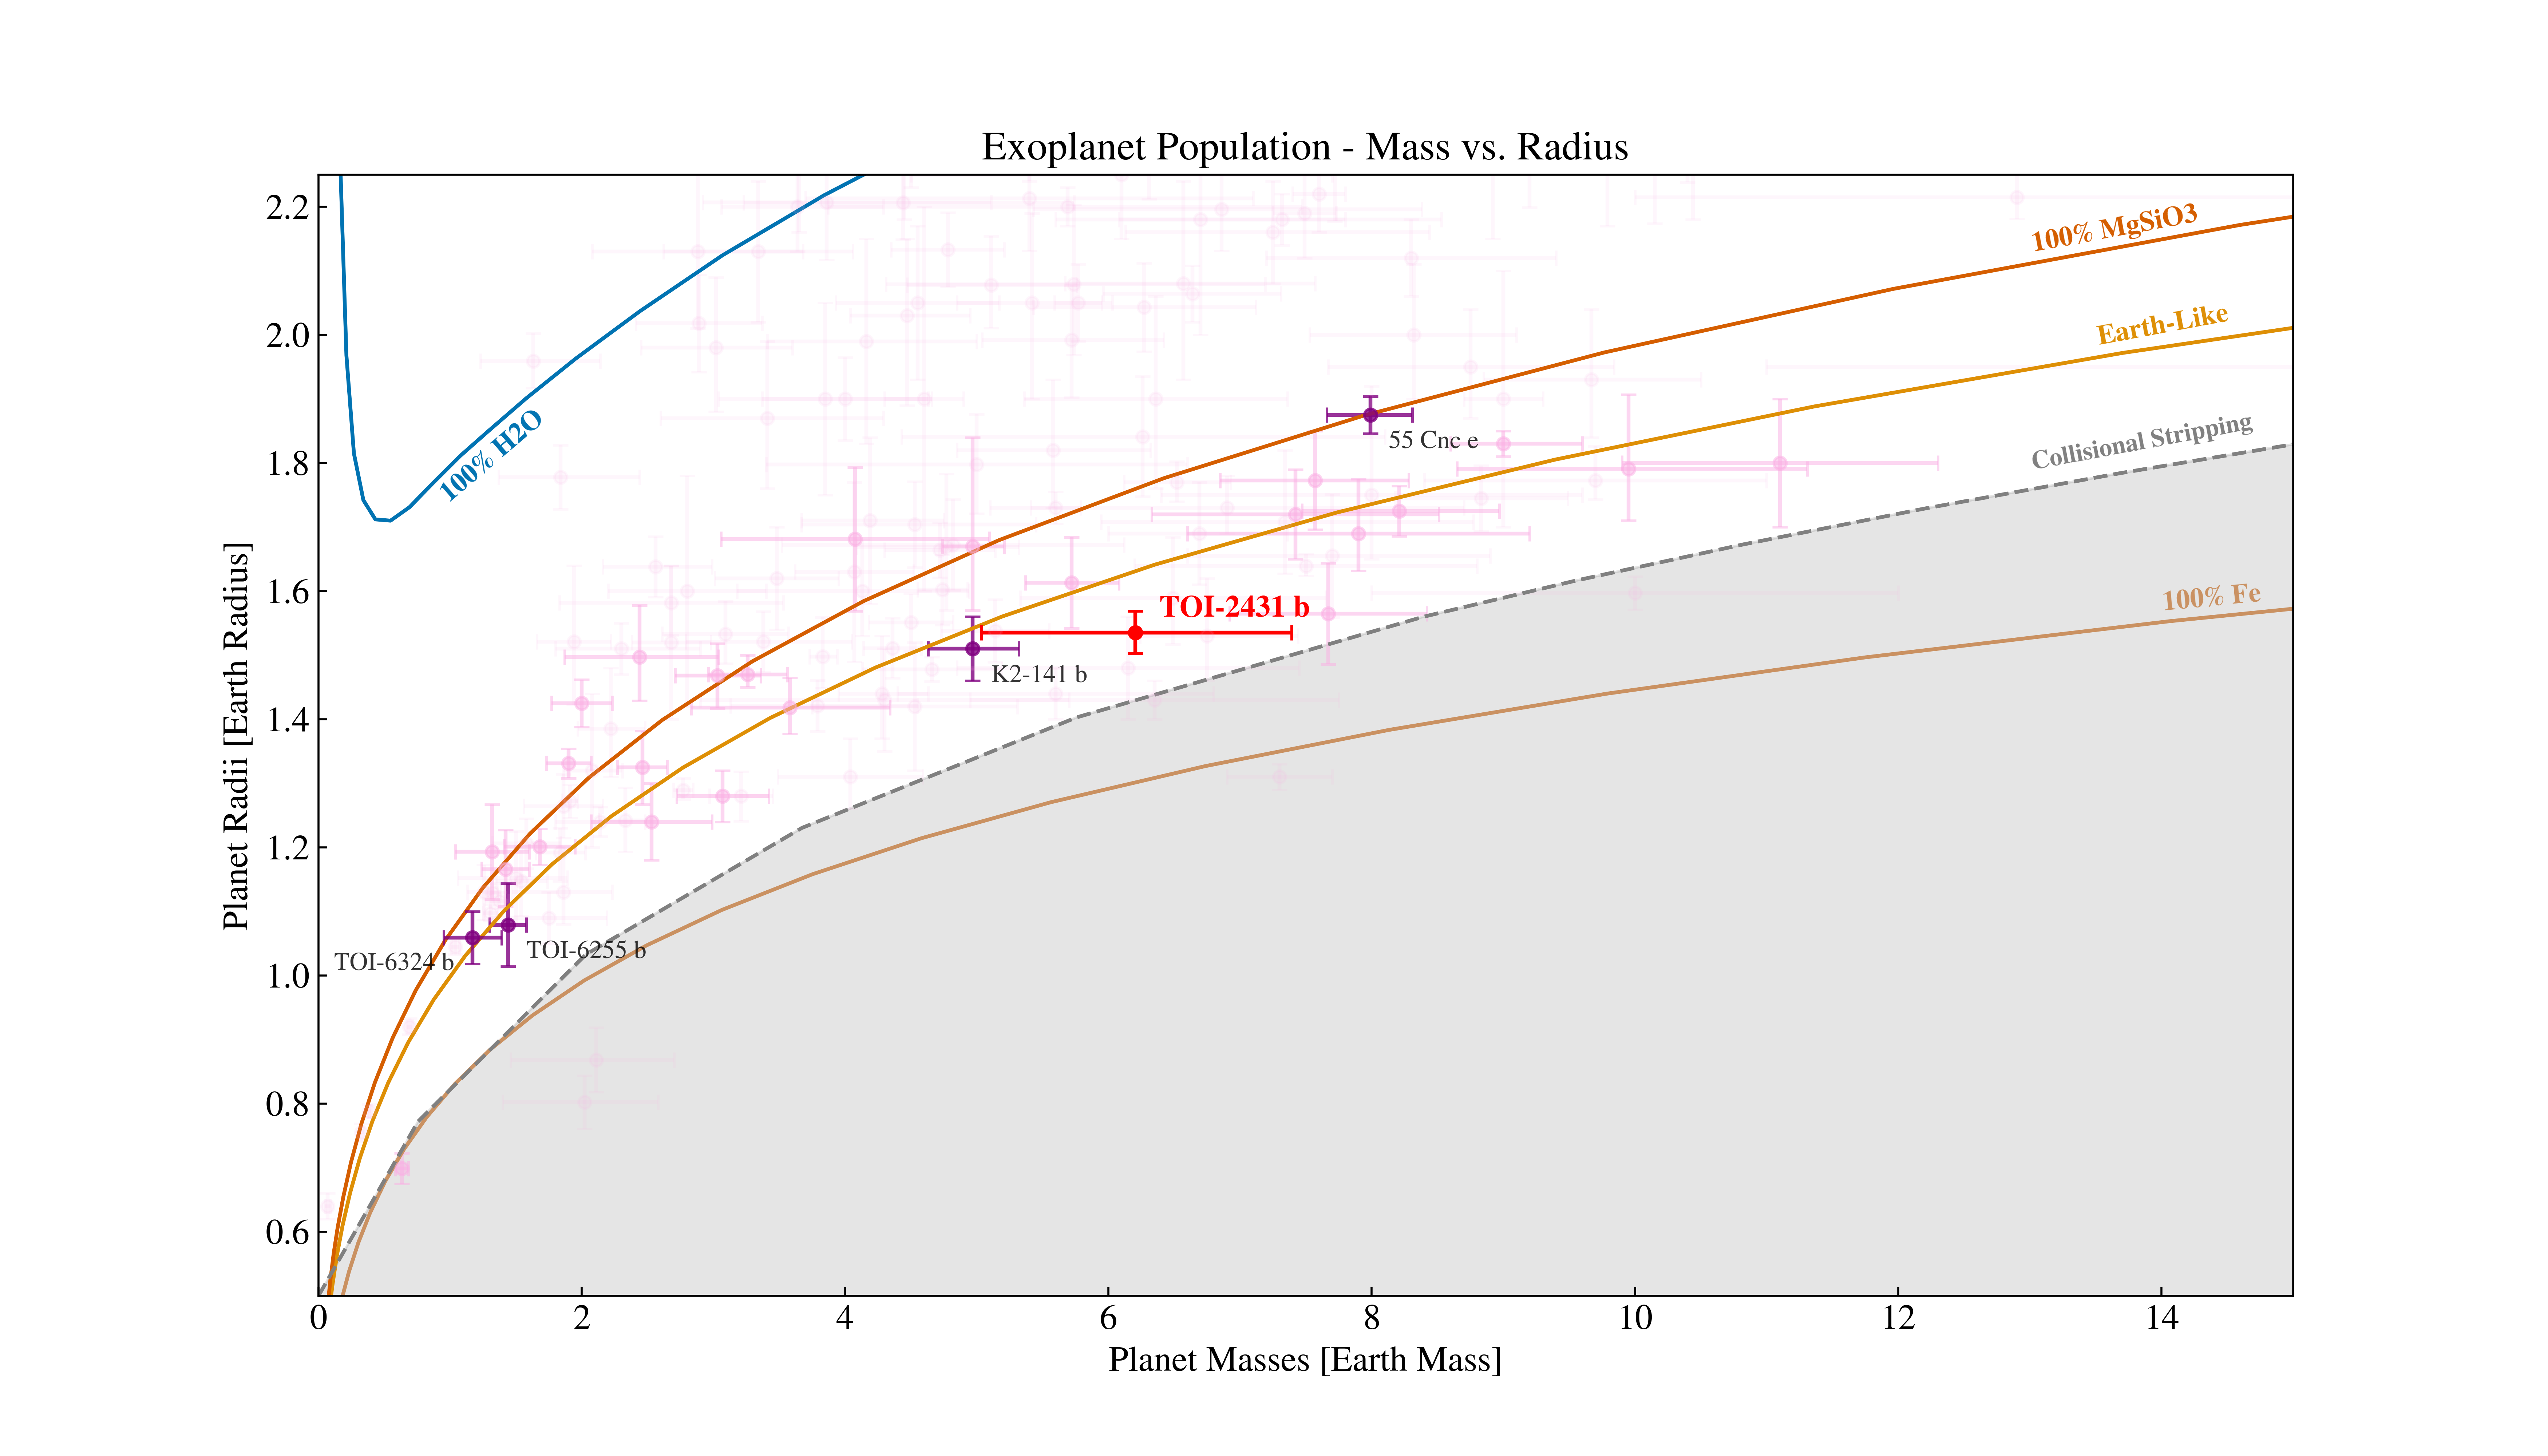 Exoplanet Population - Mass vs. Radius
Planet Radii [Earth Radius]
2.2
2.0
1.8
1.6
1.4
1.2
1.0
0.8
0.6
100% MgSiO3
Earth-Like
100% H2O
55 Cnc e
Collisional Stripping
TOI-2431 b
100% Fe
K2-141 b
TOI-6324 b
TOI-6255 b
0
2
4
6
8
10
12
14
Planet Masses [Earth Mass]